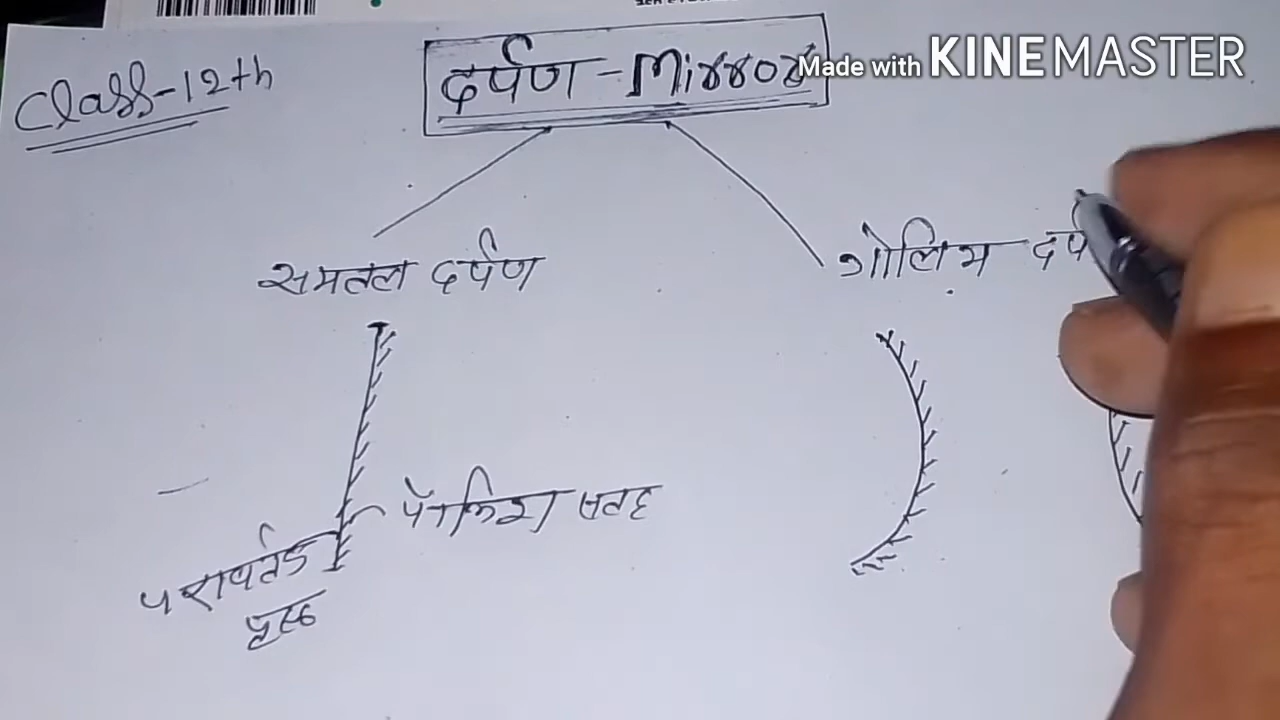 Made with KINEMASTER
Class-12th
दर्पण - Mirror
समतल दर्पण
गोलिय दर्प
पॉलिश सतह
परावर्तक
पृष्ठ